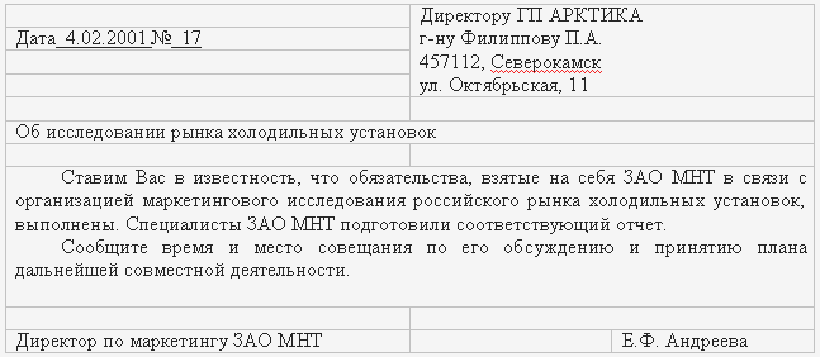 Директору ГП АРКТИКА
Дата 4.02.2001 № 17
г-ну Филиппову П.А.
457112, Северокамск
ул. Октябрьская, 11
Об исследовании рынка холодильных установок
Ставим Вас в известность, что обязательства, взятые на себя ЗАО МНТ в связи с
организацией маркетингового исследования российского рынка холодильных установок,
выполнены. Специалисты ЗАО МНТ подготовили соответствующий отчет.
Сообщите время и место совещания по его обсуждению и принятию плана
дальнейшей совместной деятельности.
Директор по маркетингу ЗАО МНТ Е.Ф. Андреева